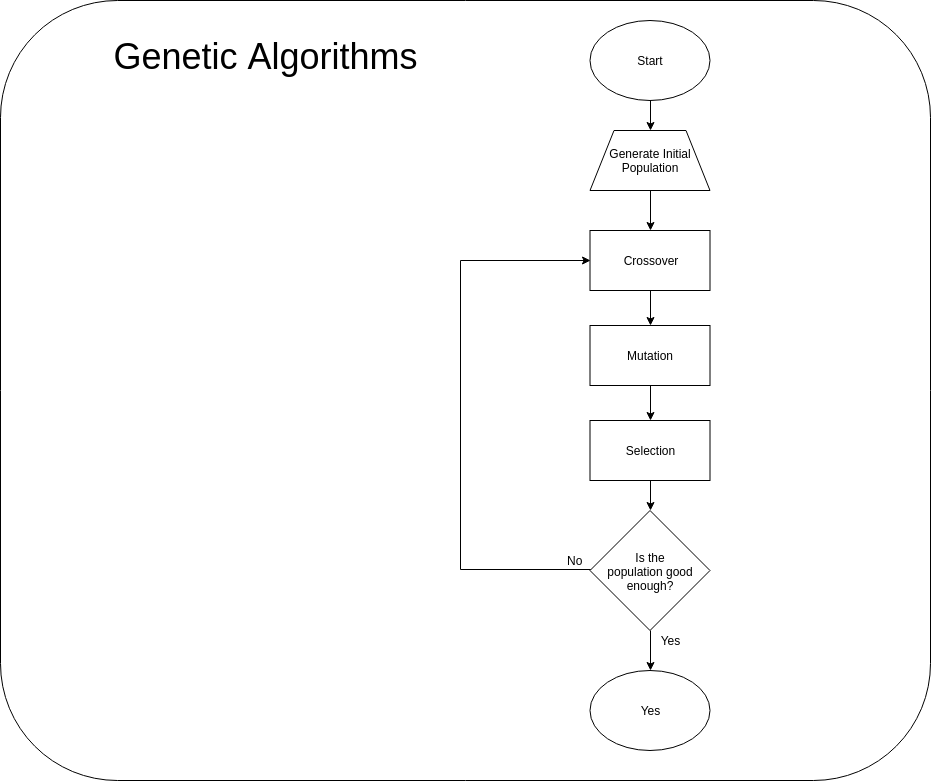 Genetic Algorithms
Start
Generate Initial
Population
Crossover
Mutation
Selection
Is the
population good
enough?
No
Yes
Yes